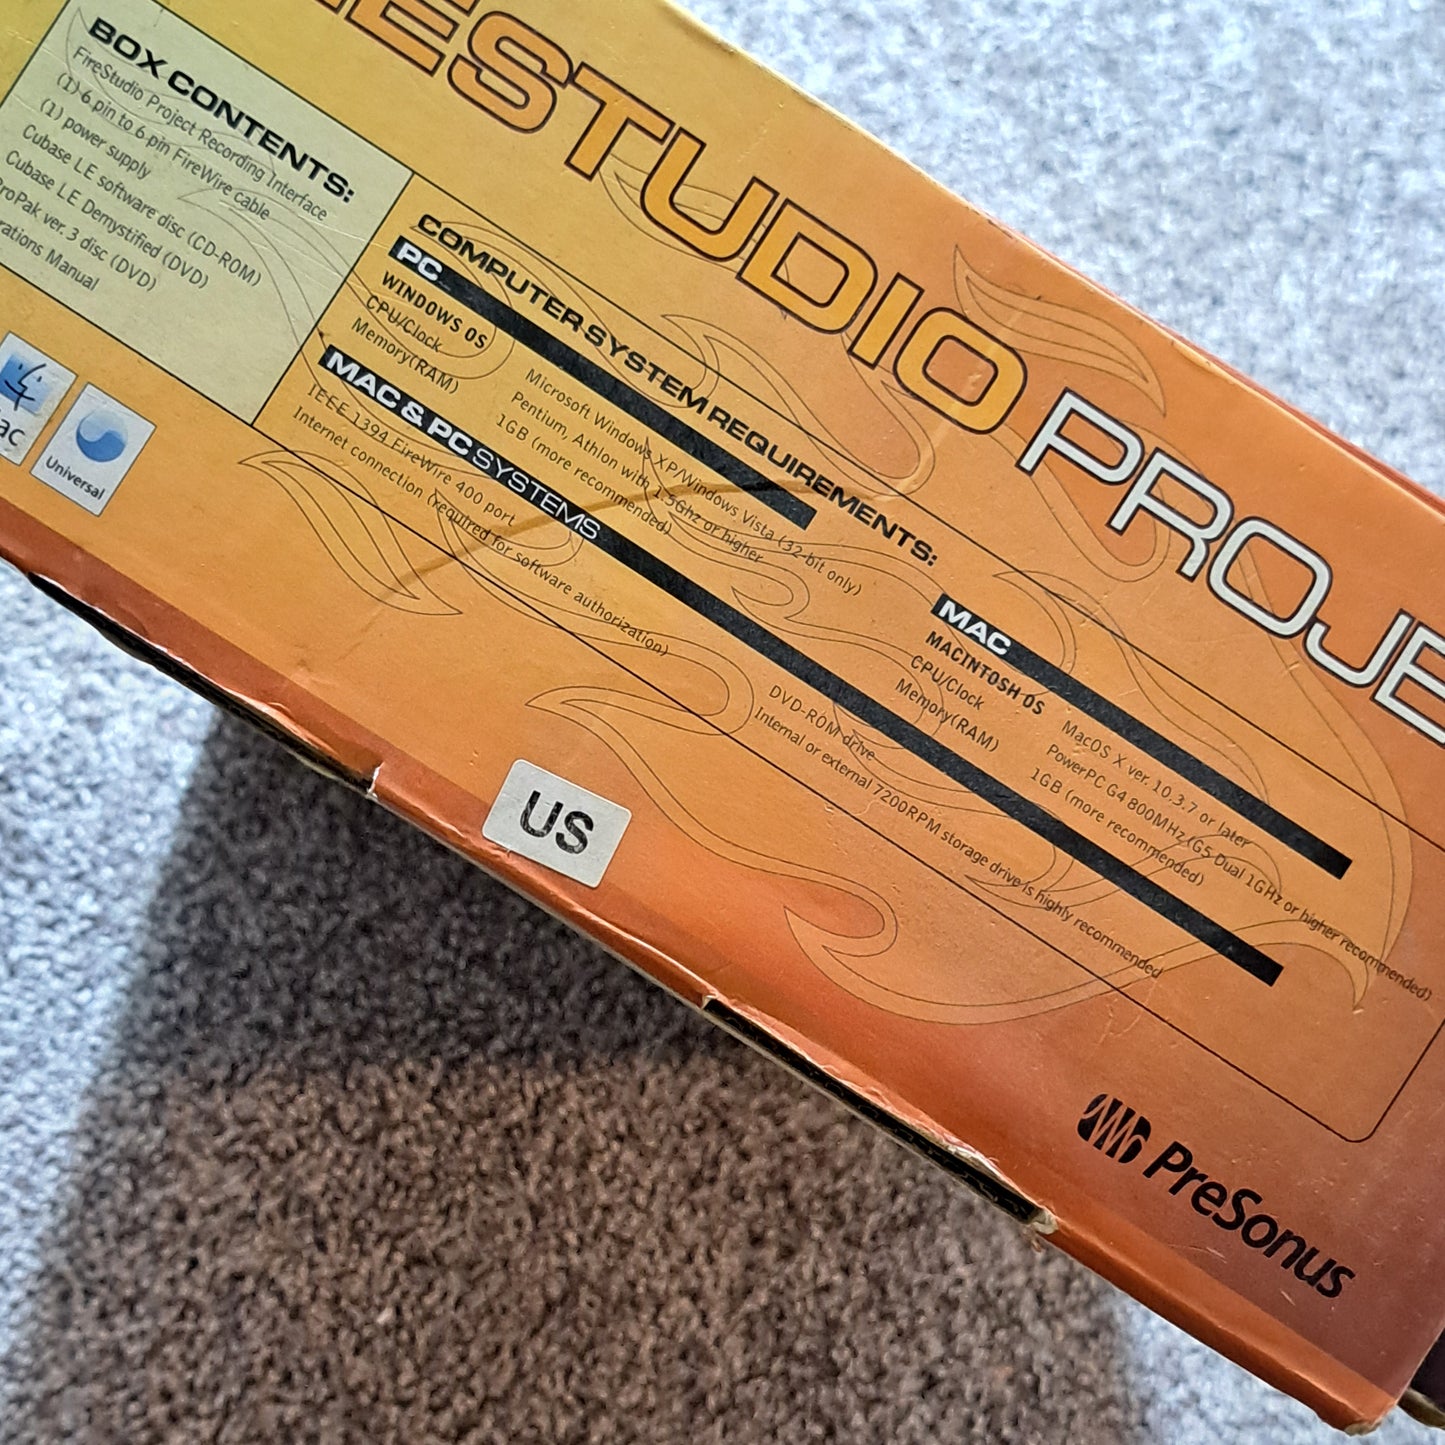 ESTUDIO PROJE
BOX CONTENTS:
FireStudio Project Recording Interface
(1) 6 pin to 6 pin FireWire cable
(1) power supply
Cubase LE software disc (CD-ROM)
Cubase LE Demystified (DVD)
ProPak ver. 3 disc (DVD)
rations Manual
ac
Universal
COMPUTER SYSTEM REQUIREMENTS:
PC
WINDOWS OS Microsoft Windows XP/Windows Vista (32-bit only)
CPU/Clock Pentium, Athlon with 1.5Ghz or higher
Memory(RAM) 1GB (more recommended)
MAC
MACINTOSH OS MacOS X ver. 10.3.7. or later
CPU/Clock PowerPC G4 800MHz (G5 Dual 1GHz or higher recommended)
Memory(RAM) 1GB (more recommended)
MAC & PC SYSTEMS
IEEE 1394 FireWire 400 port
Internet connection (required for software authorization)
DVD-ROM drive
Internal or external 7200RPM storage drive is highly recommended
US
PreSonus